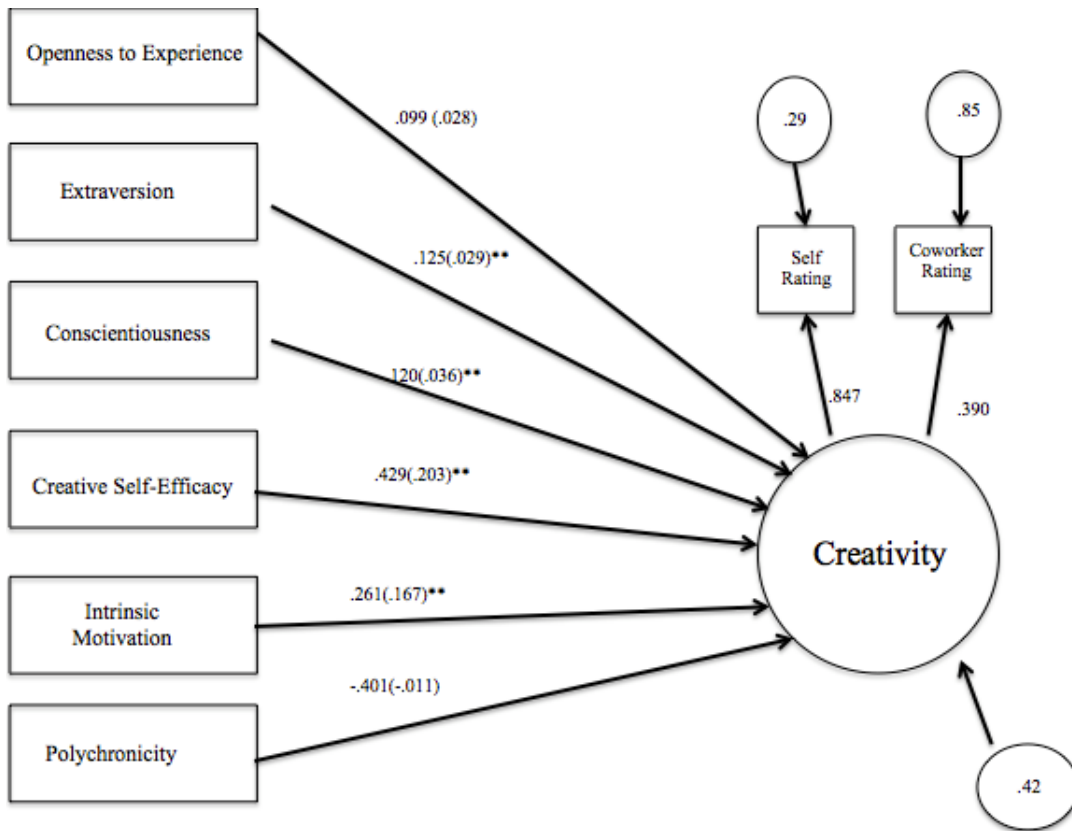 Openness to Experience
.099 (.028)
.29
.85
Extraversion
.125(.029)**
Self
Rating
Coworker
Rating
Conscientiousness
.120(.036)**
.847
.390
Creative Self-Efficacy
.429(.203)**
Creativity
Intrinsic
Motivation
.261(.167)**
-.401(-.011)
Polychronicity
.42